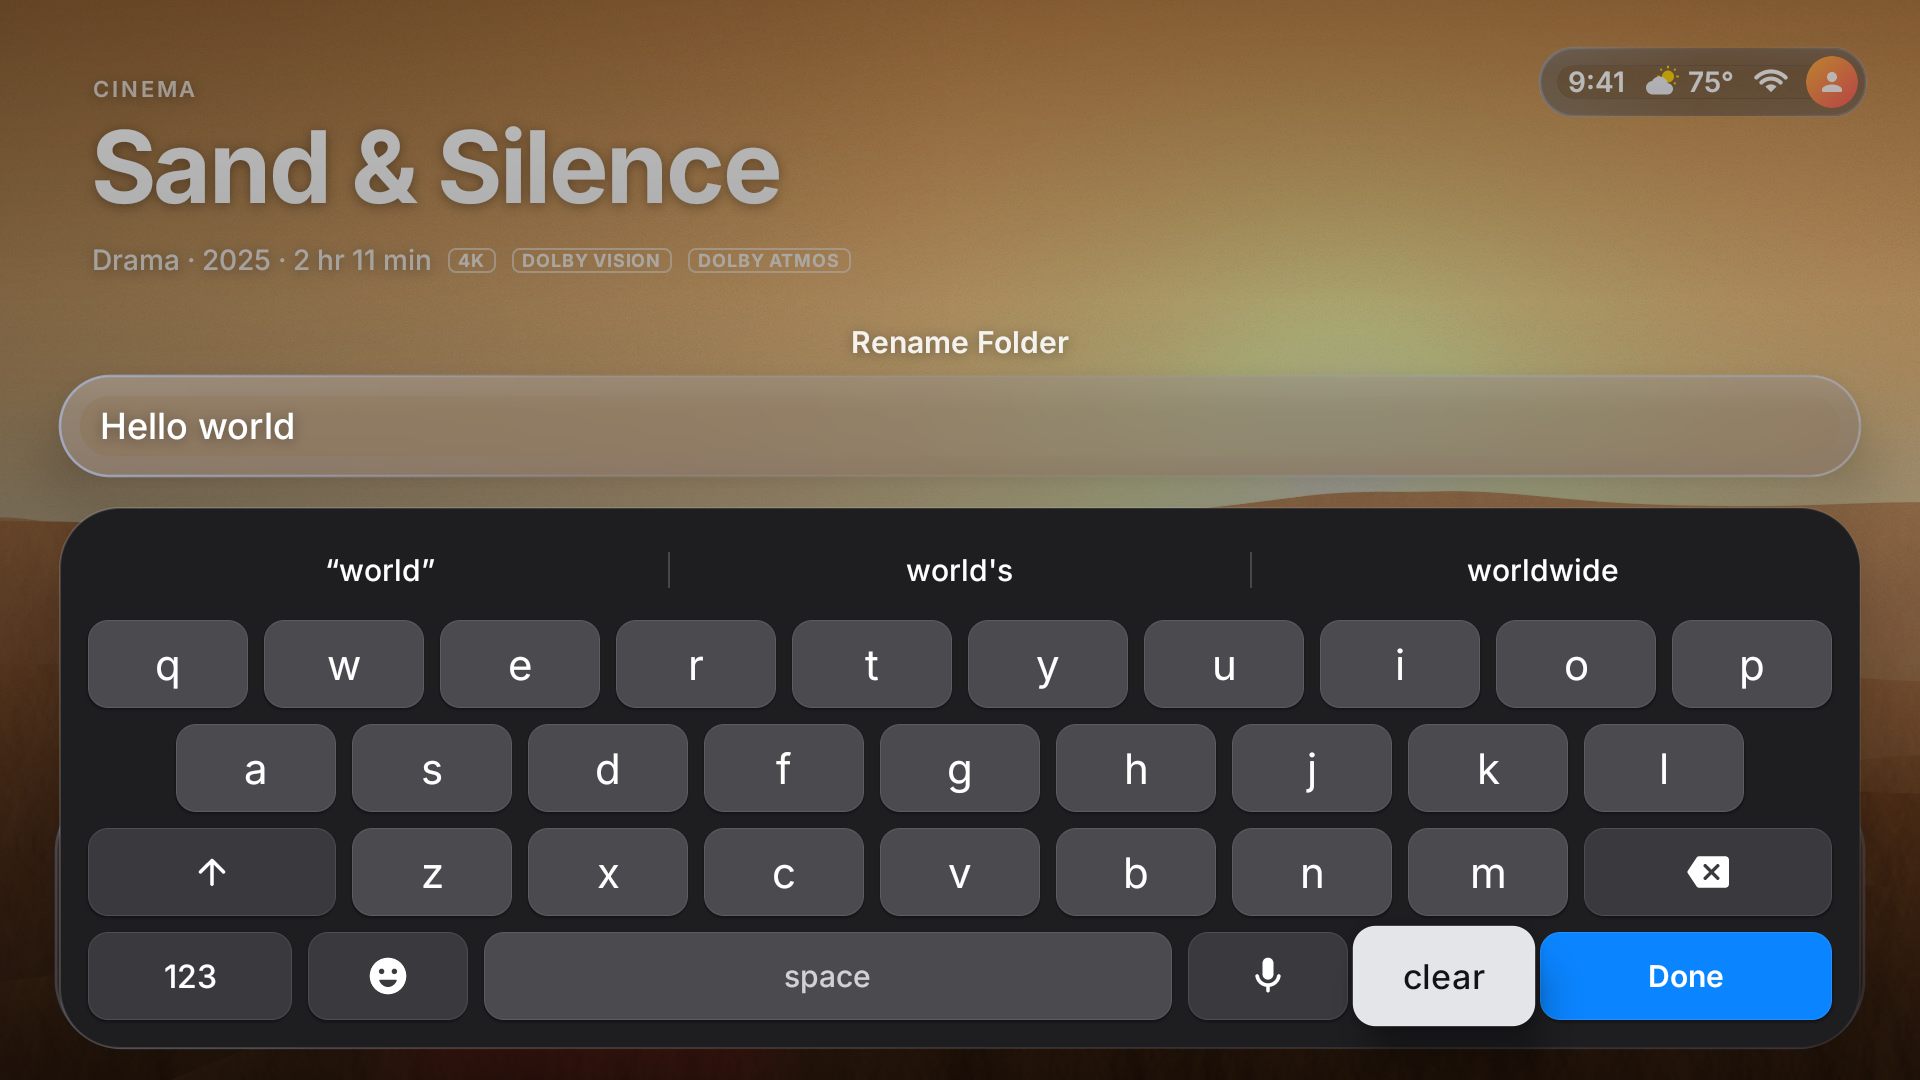 CINEMA
Sand & Silence
Drama · 2025 · 2 hr 11 min 4K DOLBY VISION DOLBY ATMOS
9:41 75°
Rename Folder
Hello world
“world” world's worldwide
q w e r t y u i o p
a s d f g h j k l
z x c v b n m
123 space clear Done